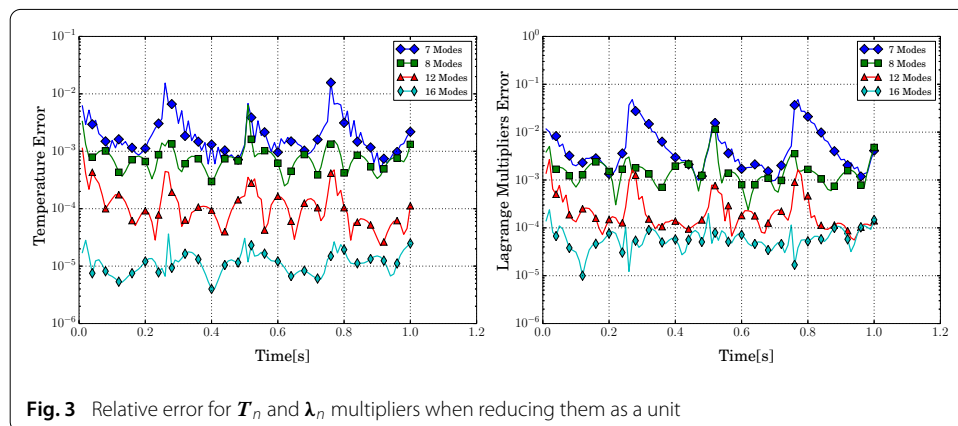 10⁻¹
10⁻²
10⁻³
10⁻⁴
10⁻⁵
10⁻⁶
Temperature Error
0.0 0.2 0.4 0.6 0.8 1.0 1.2
Time[s]
7 Modes
8 Modes
12 Modes
16 Modes
10⁰
10⁻¹
10⁻²
10⁻³
10⁻⁴
10⁻⁵
10⁻⁶
Lagrange Multipliers Error
0.0 0.2 0.4 0.6 0.8 1.0 1.2
Time[s]
7 Modes
8 Modes
12 Modes
16 Modes
Fig. 3 Relative error for Tₙ and λₙ multipliers when reducing them as a unit